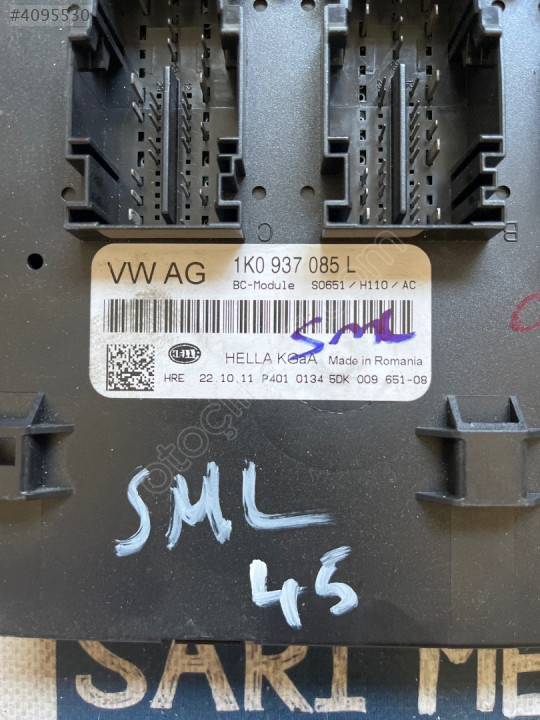 #4095530
C
B
VW AG 1K0 937 085 L
BC-Module S0651 / H110 / AC
SML
HELLA
HELLA KGaA Made in Romania
HRE 22.10.11 P401 0134 5DK 009 651-08
SML
45
SARI ME